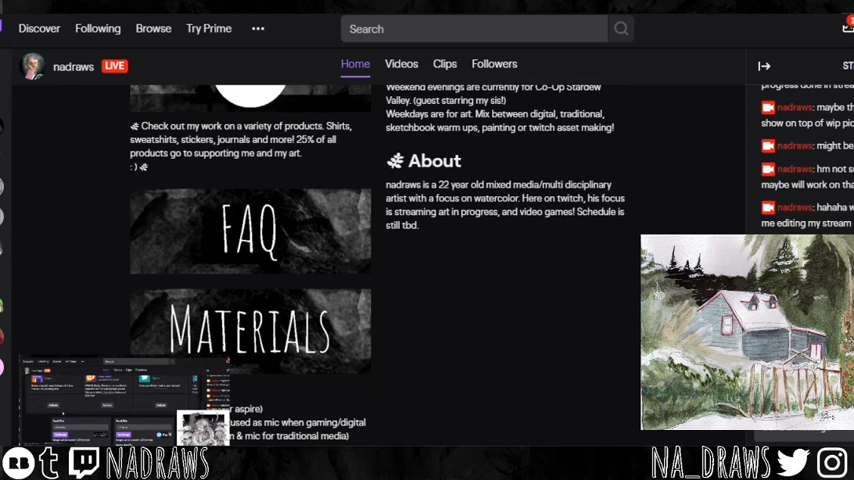 Discover Following Browse Try Prime
Search
nadraws LIVE
Home Videos Clips Followers
Check out my work on a variety of products. Shirts,
sweatshirts, stickers, journals and more! 25% of all
products go to supporting me and my art.
: )
FAQ
MATERIALS
aspire)
used as mic when gaming/digital
& mic for traditional media)
Weekend evenings are currently for Co-Op Stardew
Valley. (guest starring my sis!)
Weekdays are for art. Mix between digital, traditional,
sketchbook warm ups, painting or twitch asset making!
About
nadraws is a 22 year old mixed media/multi disciplinary
artist with a focus on watercolor. Here on twitch, his focus
is streaming art in progress, and video games! Schedule is
still tbd.
progress done in
nadraws: maybe
show on top of wip
nadraws: might be
nadraws: hm not
maybe will work on
nadraws: hahaha
me editing my stream
NADRAWS
NA_DRAWS